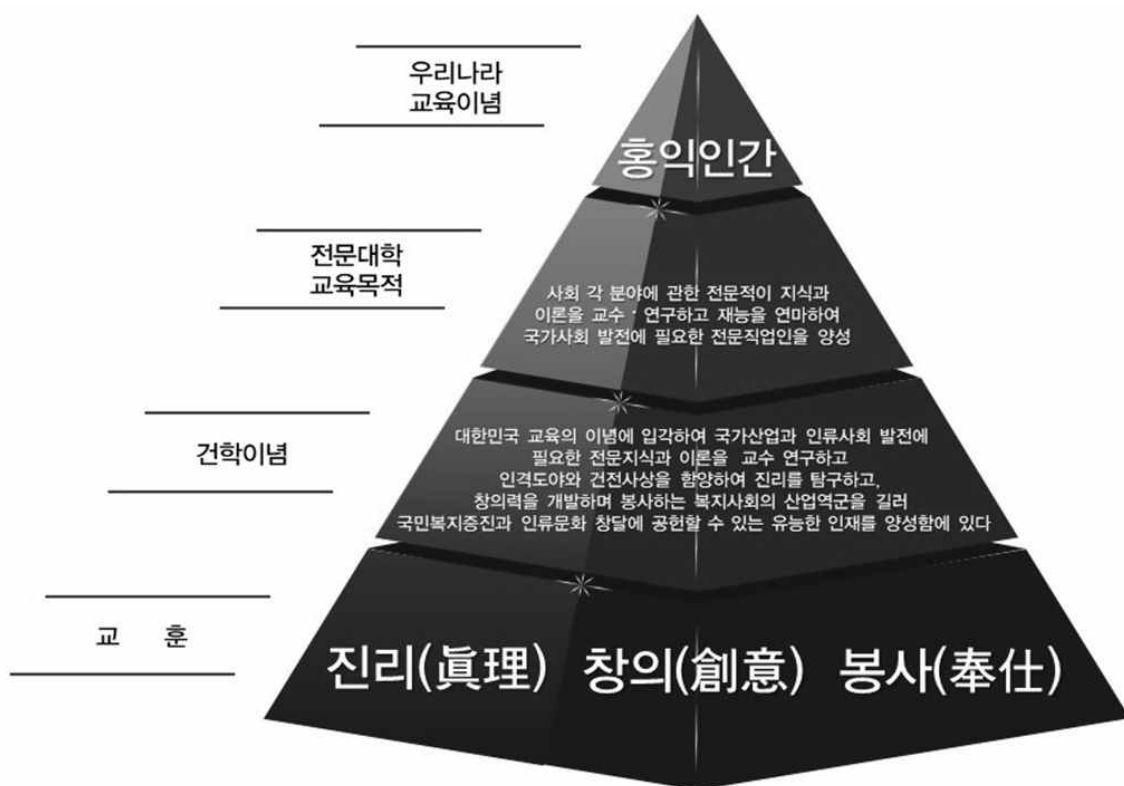 우리나라
교육이념
홍익인간
전문대학
교육목적
사회 각 분야에 관한 전문적이 지식과
이론을 교수 · 연구하고 재능을 연마하여
국가사회 발전에 필요한 전문직업인을 양성
건학이념
대한민국 교육의 이념에 입각하여 국가산업과 인류사회 발전에
필요한 전문지식과 이론을 교수 연구하고
인격도야와 건전사상을 함양하여 진리를 탐구하고,
창의력을 개발하며 봉사하는 복지사회의 산업역군을 길러
국민복지증진과 인류문화 창달에 공헌할 수 있는 유능한 인재를 양성함에 있다
교 훈
진리(眞理) 창의(創意) 봉사(奉仕)